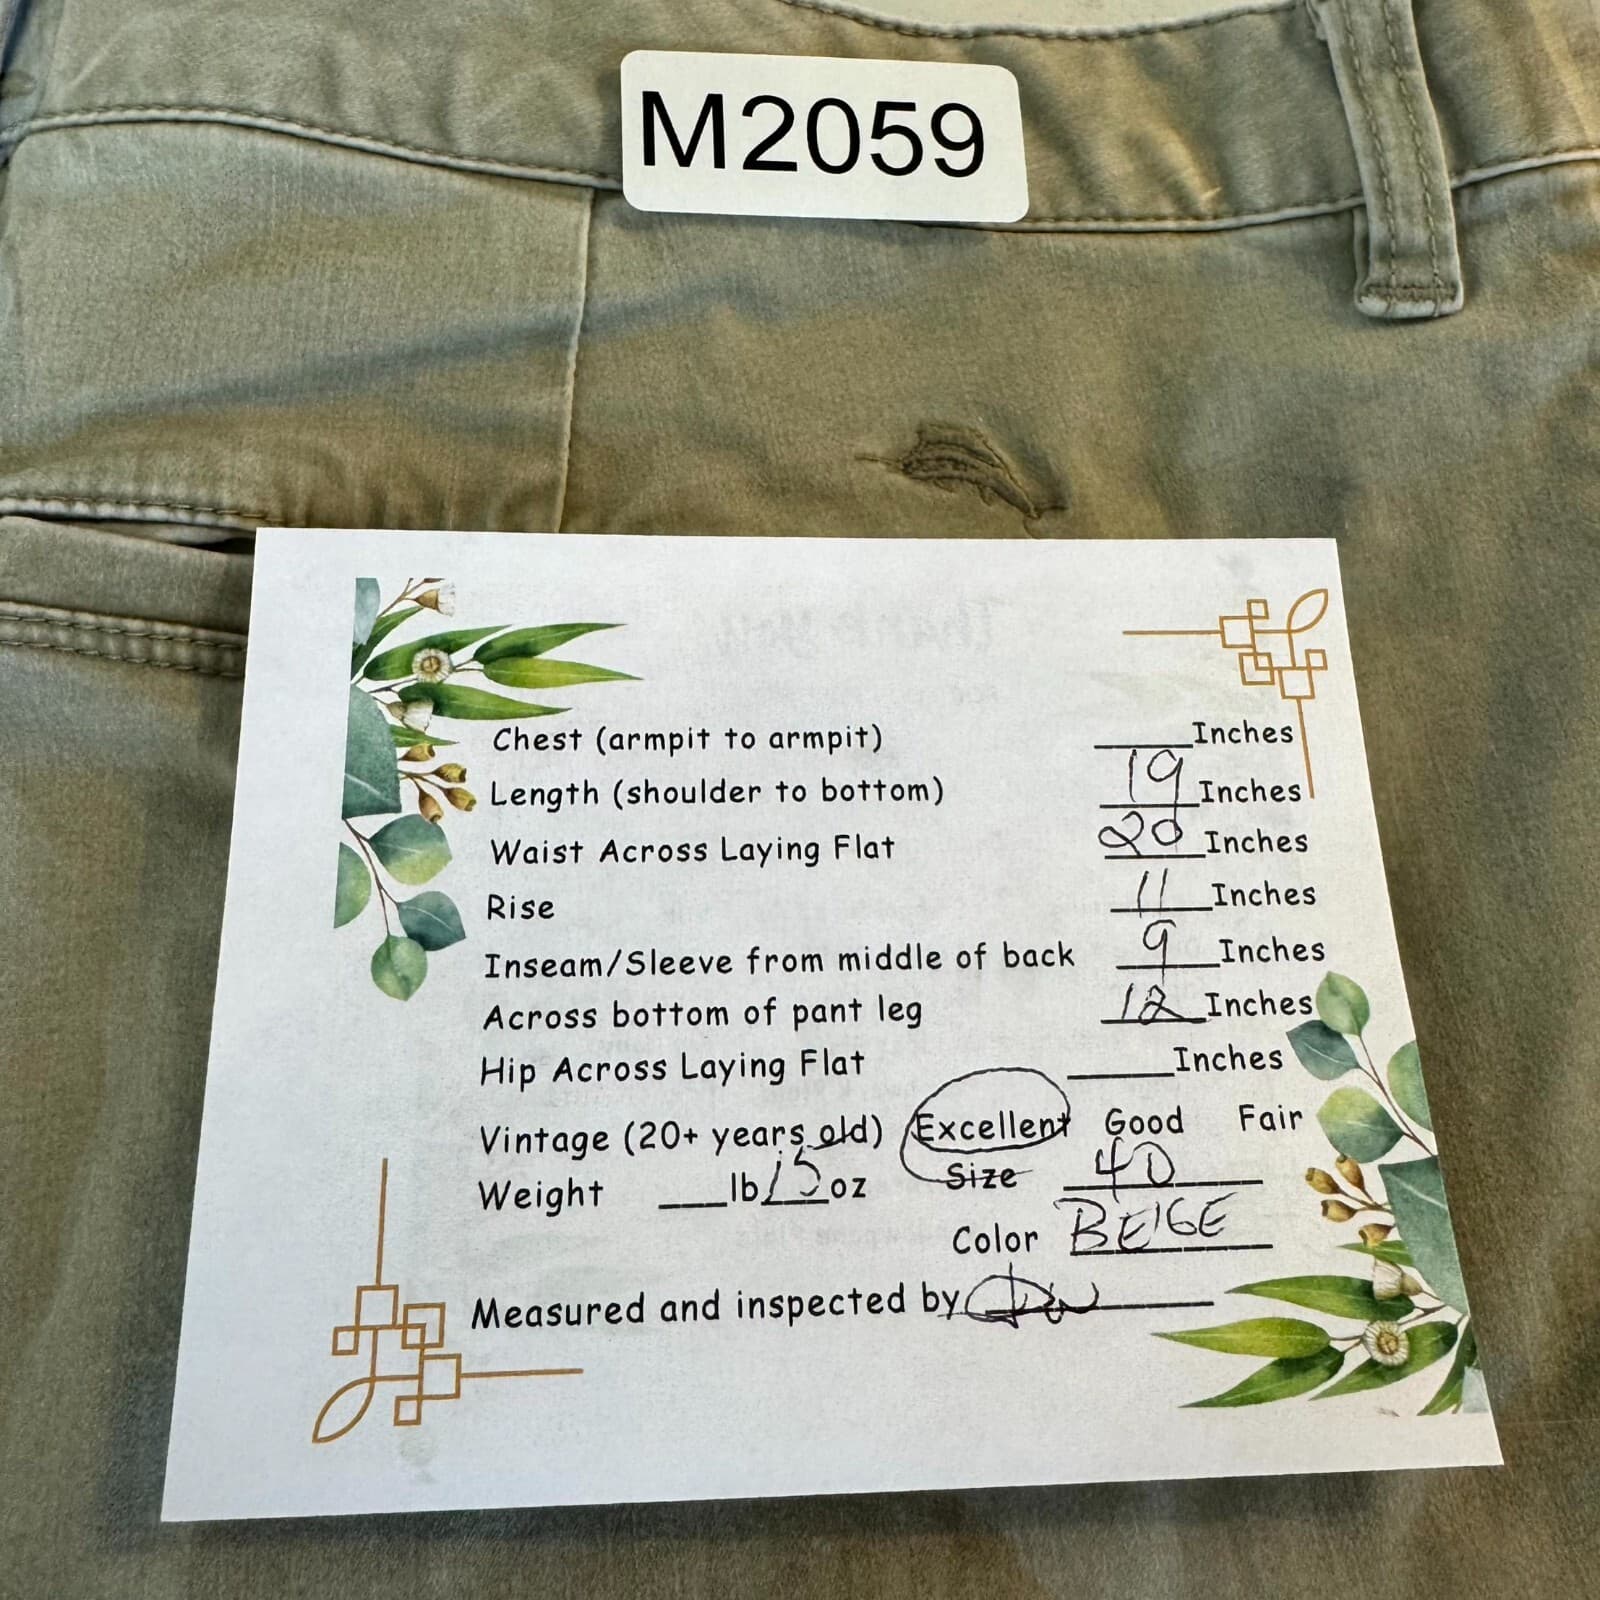 M2059
Chest (armpit to armpit) ______Inches
Length (shoulder to bottom) 19 Inches
Waist Across Laying Flat 20 Inches
Rise 11 Inches
Inseam/Sleeve from middle of back 9 Inches
Across bottom of pant leg 12 Inches
Hip Across Laying Flat ______Inches
Vintage (20+ years old) Excellent Good Fair
Weight ____lb 15 oz Size 40
Color BEIGE
Measured and inspected by